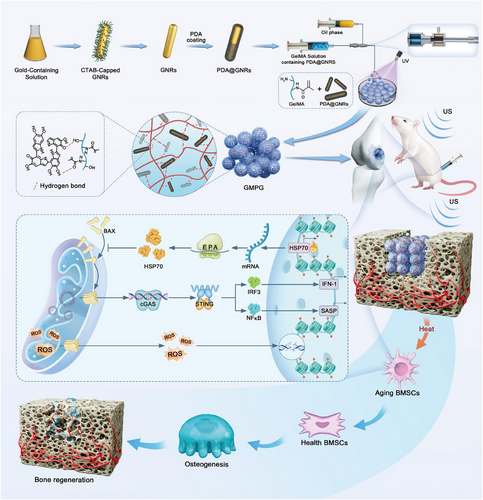 Gold-Containing
Solution
CTAB-Capped
GNRs
GNRs
PDA
coating
PDA@GNRs
Oil phase
GelMA Solution
containing PDA@GNRS
UV
H₂N
GelMA
+
PDA@GNRs
Hydrogen bond
GMPG
US
US
BAX
HSP70
EPA
mRNA
HSP70
cGAS
STING
IRF3
NFκB
IFN-1
SASP
ROS
ROS
ROS
ROS
ROS
ROS
ROS
Heat
Aging BMSCs
Health BMSCs
Osteogenesis
Bone regeneration